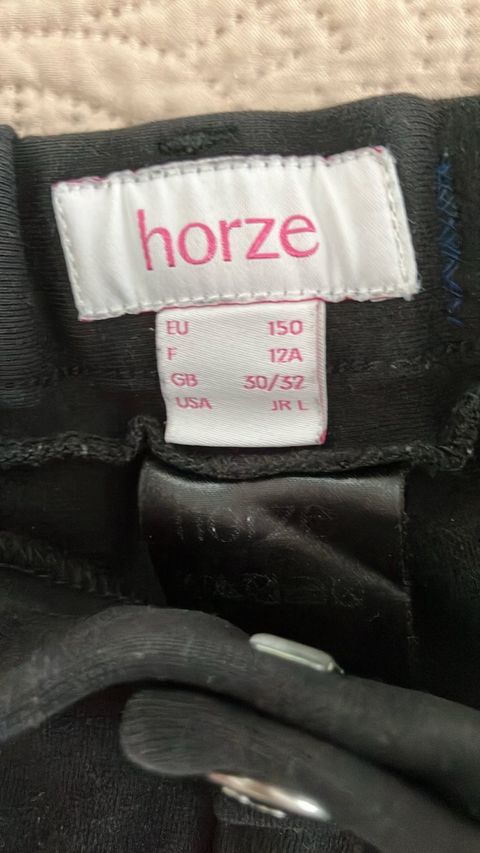 horze
EU 150
F 12A
GB 30/32
USA JR L